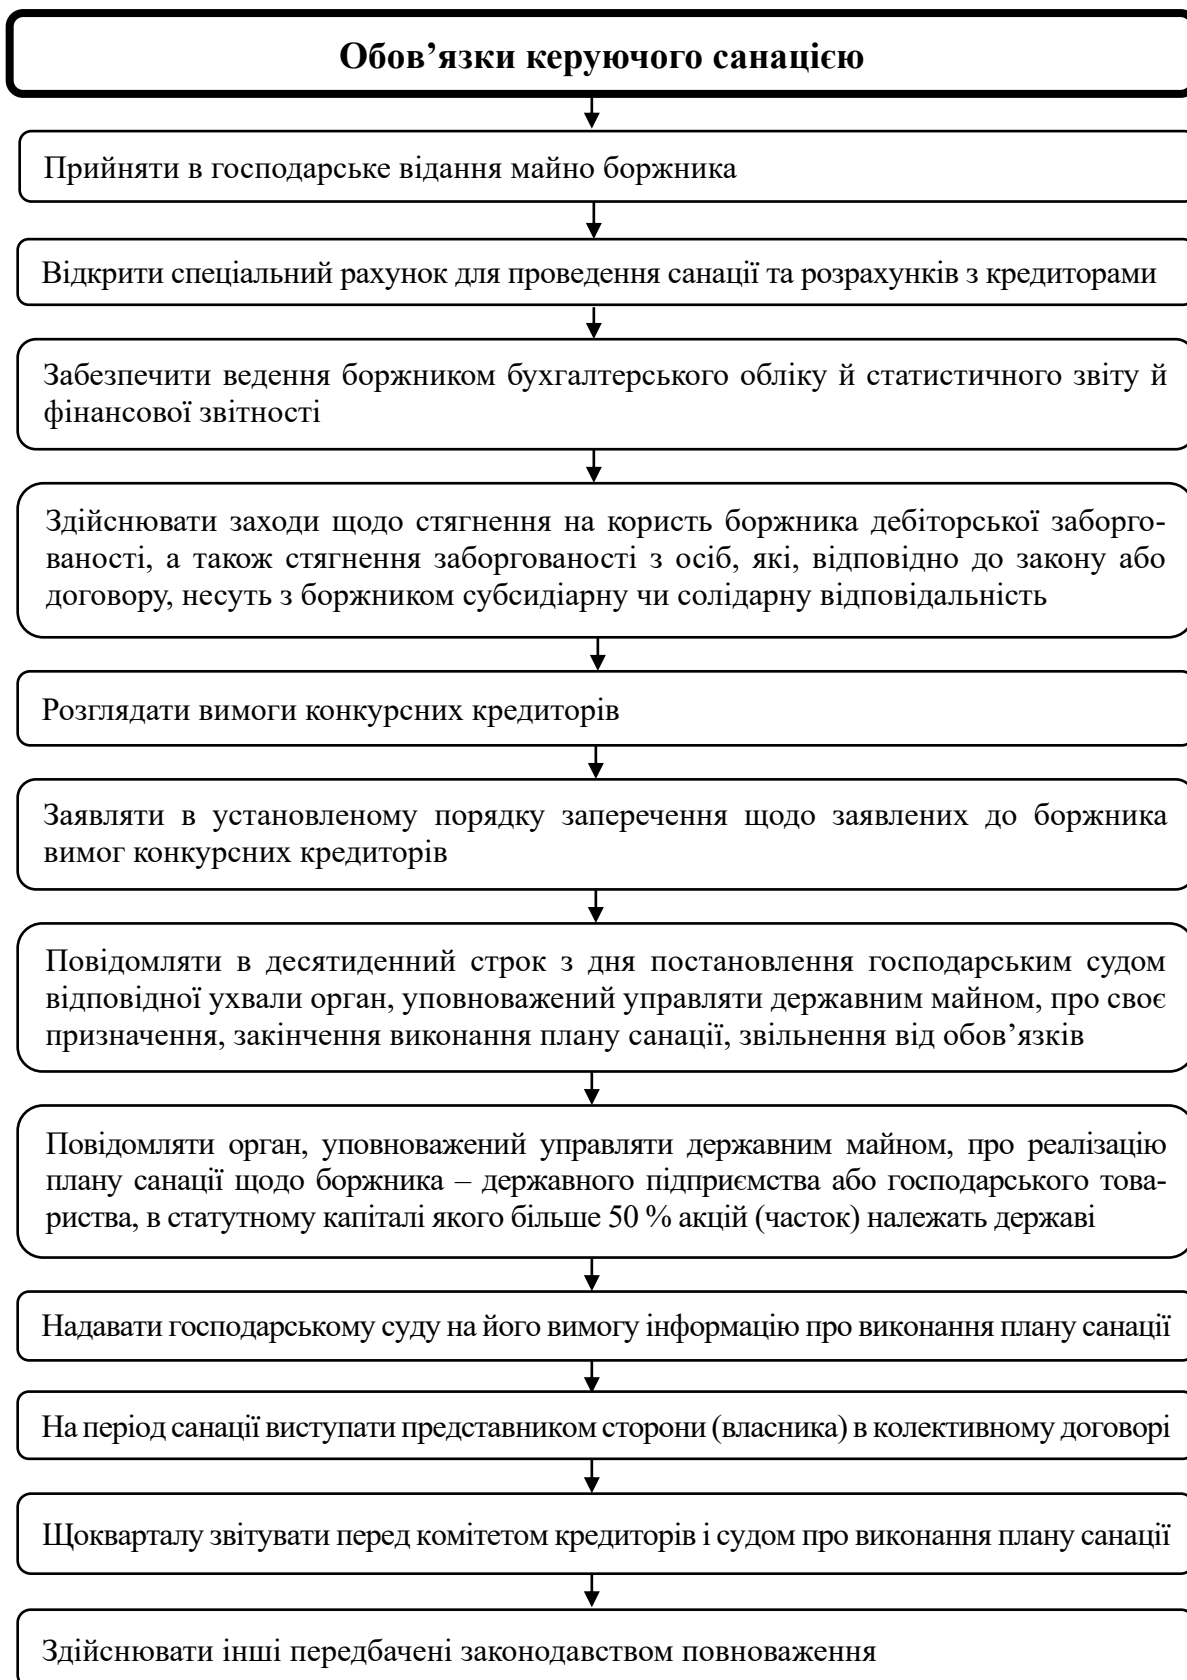 Обов’язки керуючого санацією
Прийняти в господарське відання майно боржника
Відкрити спеціальний рахунок для проведення санації та розрахунків з кредиторами
Забезпечити ведення боржником бухгалтерського обліку й статистичного звіту й
фінансової звітності
Здійснювати заходи щодо стягнення на користь боржника дебіторської заборго-
ваності, а також стягнення заборгованості з осіб, які, відповідно до закону або
договору, несуть з боржником субсидіарну чи солідарну відповідальність
Розглядати вимоги конкурсних кредиторів
Заявляти в установленому порядку заперечення щодо заявлених до боржника
вимог конкурсних кредиторів
Повідомляти в десятиденний строк з дня постановлення господарським судом
відповідної ухвали орган, уповноважений управляти державним майном, про своє
призначення, закінчення виконання плану санації, звільнення від обов’язків
Повідомляти орган, уповноважений управляти державним майном, про реалізацію
плану санації щодо боржника – державного підприємства або господарського това-
риства, в статутному капіталі якого більше 50 % акцій (часток) належать державі
Надавати господарському суду на його вимогу інформацію про виконання плану санації
На період санації виступати представником сторони (власника) в колективному договорі
Щокварталу звітувати перед комітетом кредиторів і судом про виконання плану санації
Здійснювати інші передбачені законодавством повноваження